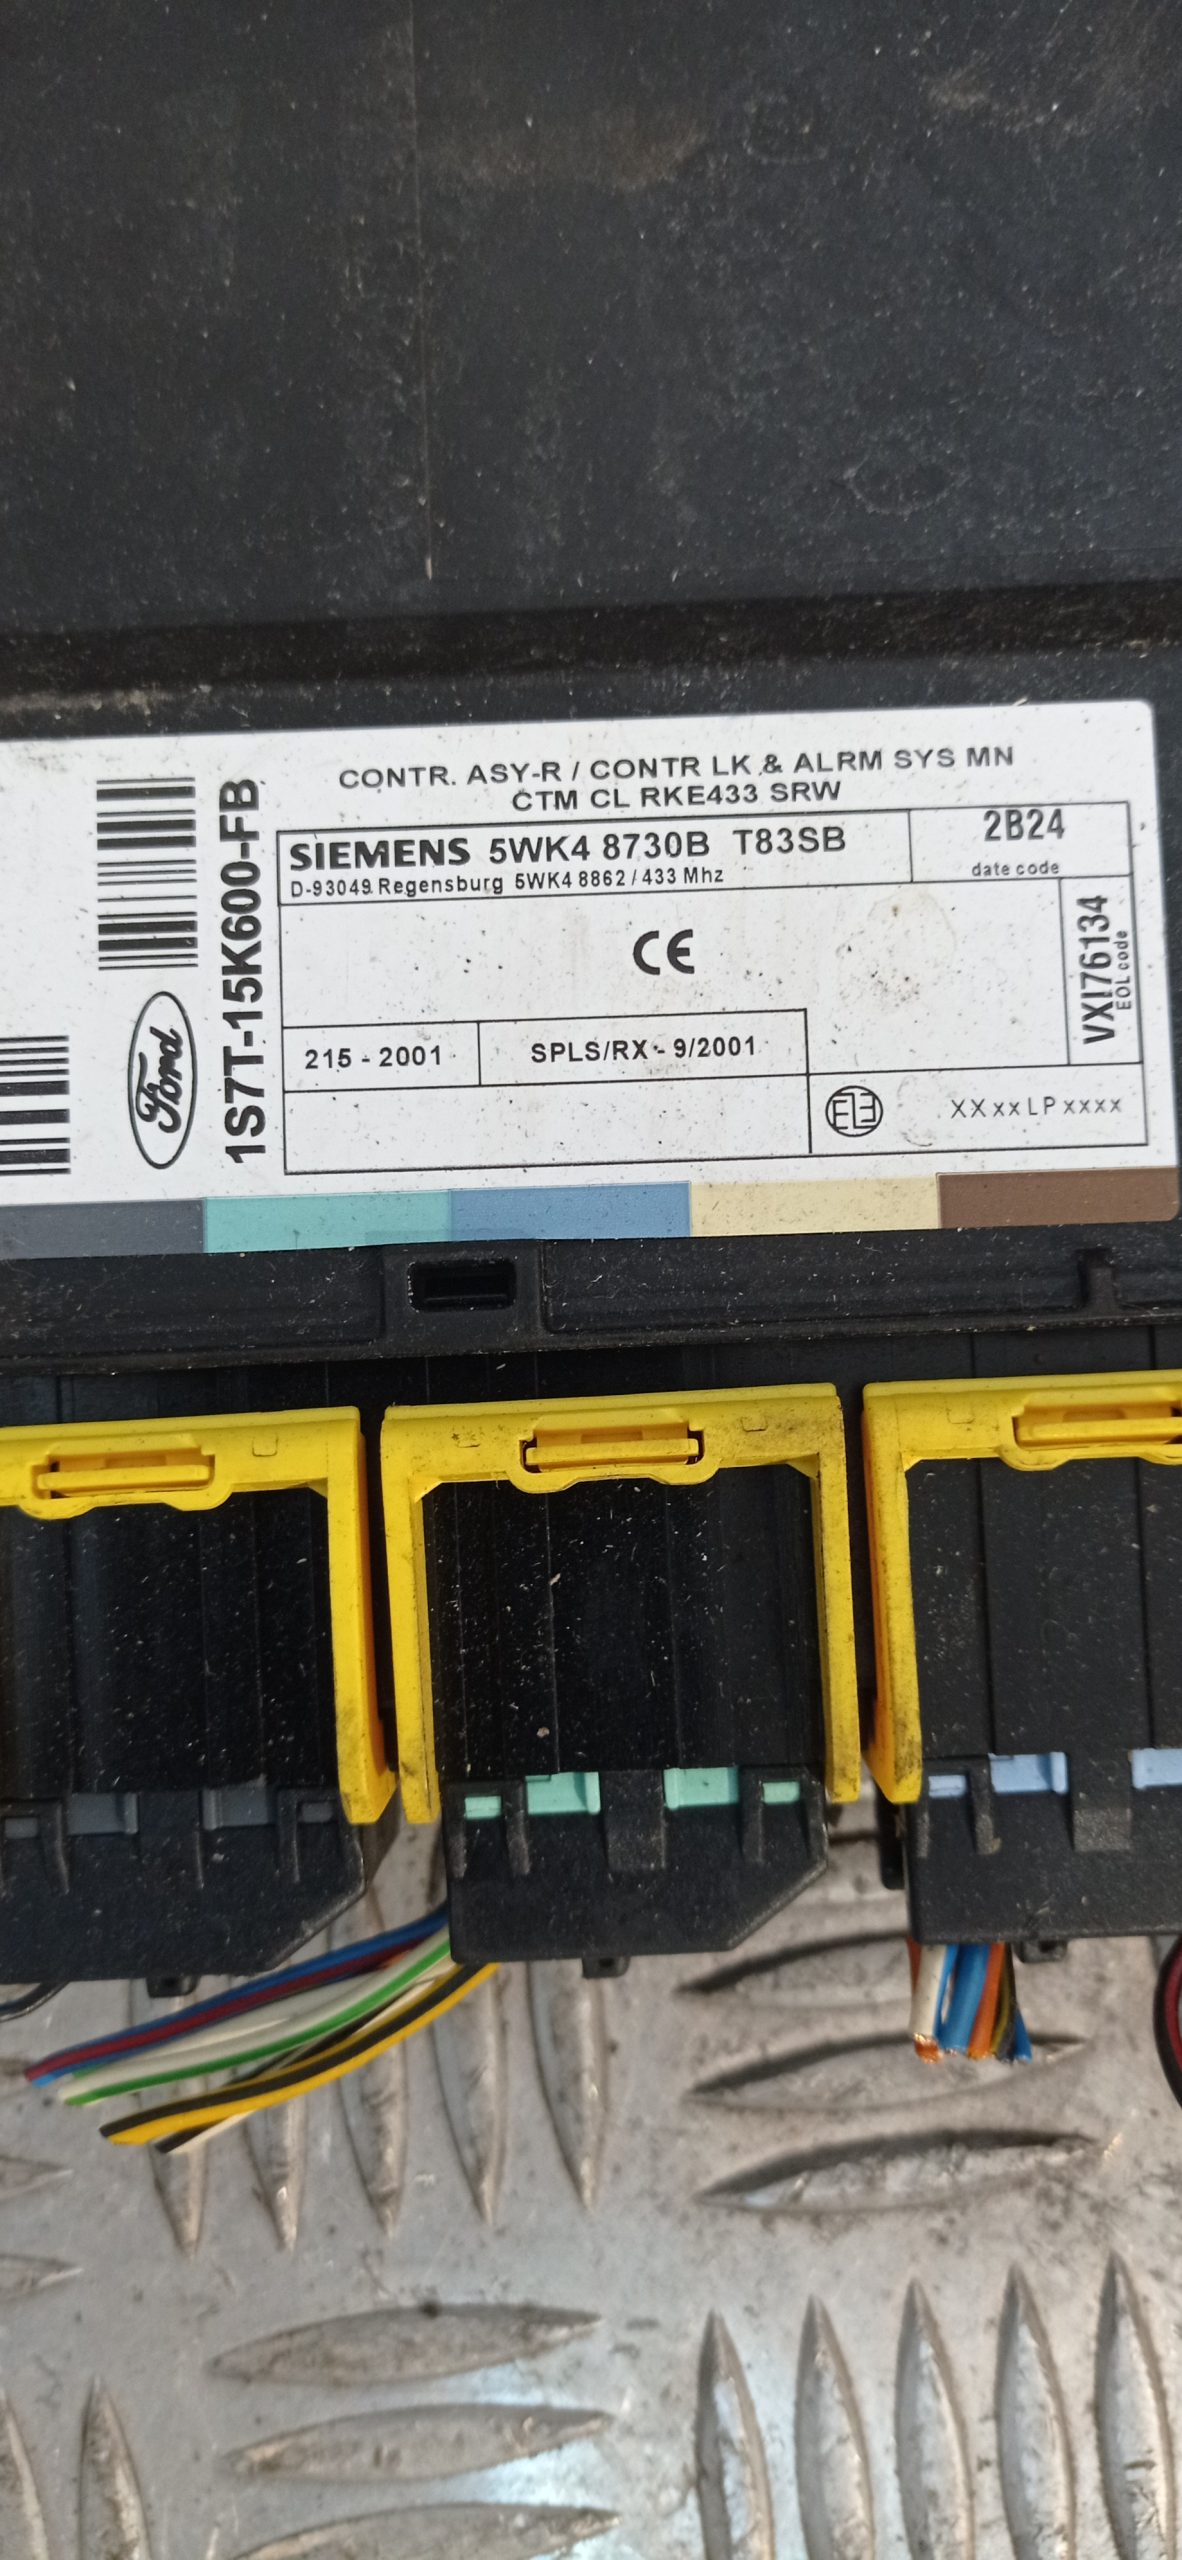 CONTR. ASY-R / CONTR LK & ALRM SYS MN
CTM CL RKE433 SRW
SIEMENS 5WK4 8730B T83SB
D-93049 Regensburg 5WK4 8862 / 433 Mhz
2B24
date code
CE
VXI76134
EOL code
215 - 2001
SPLS/RX - 9/2001
XX xx LP xxxx
Ford
1S7T-15K600-FB